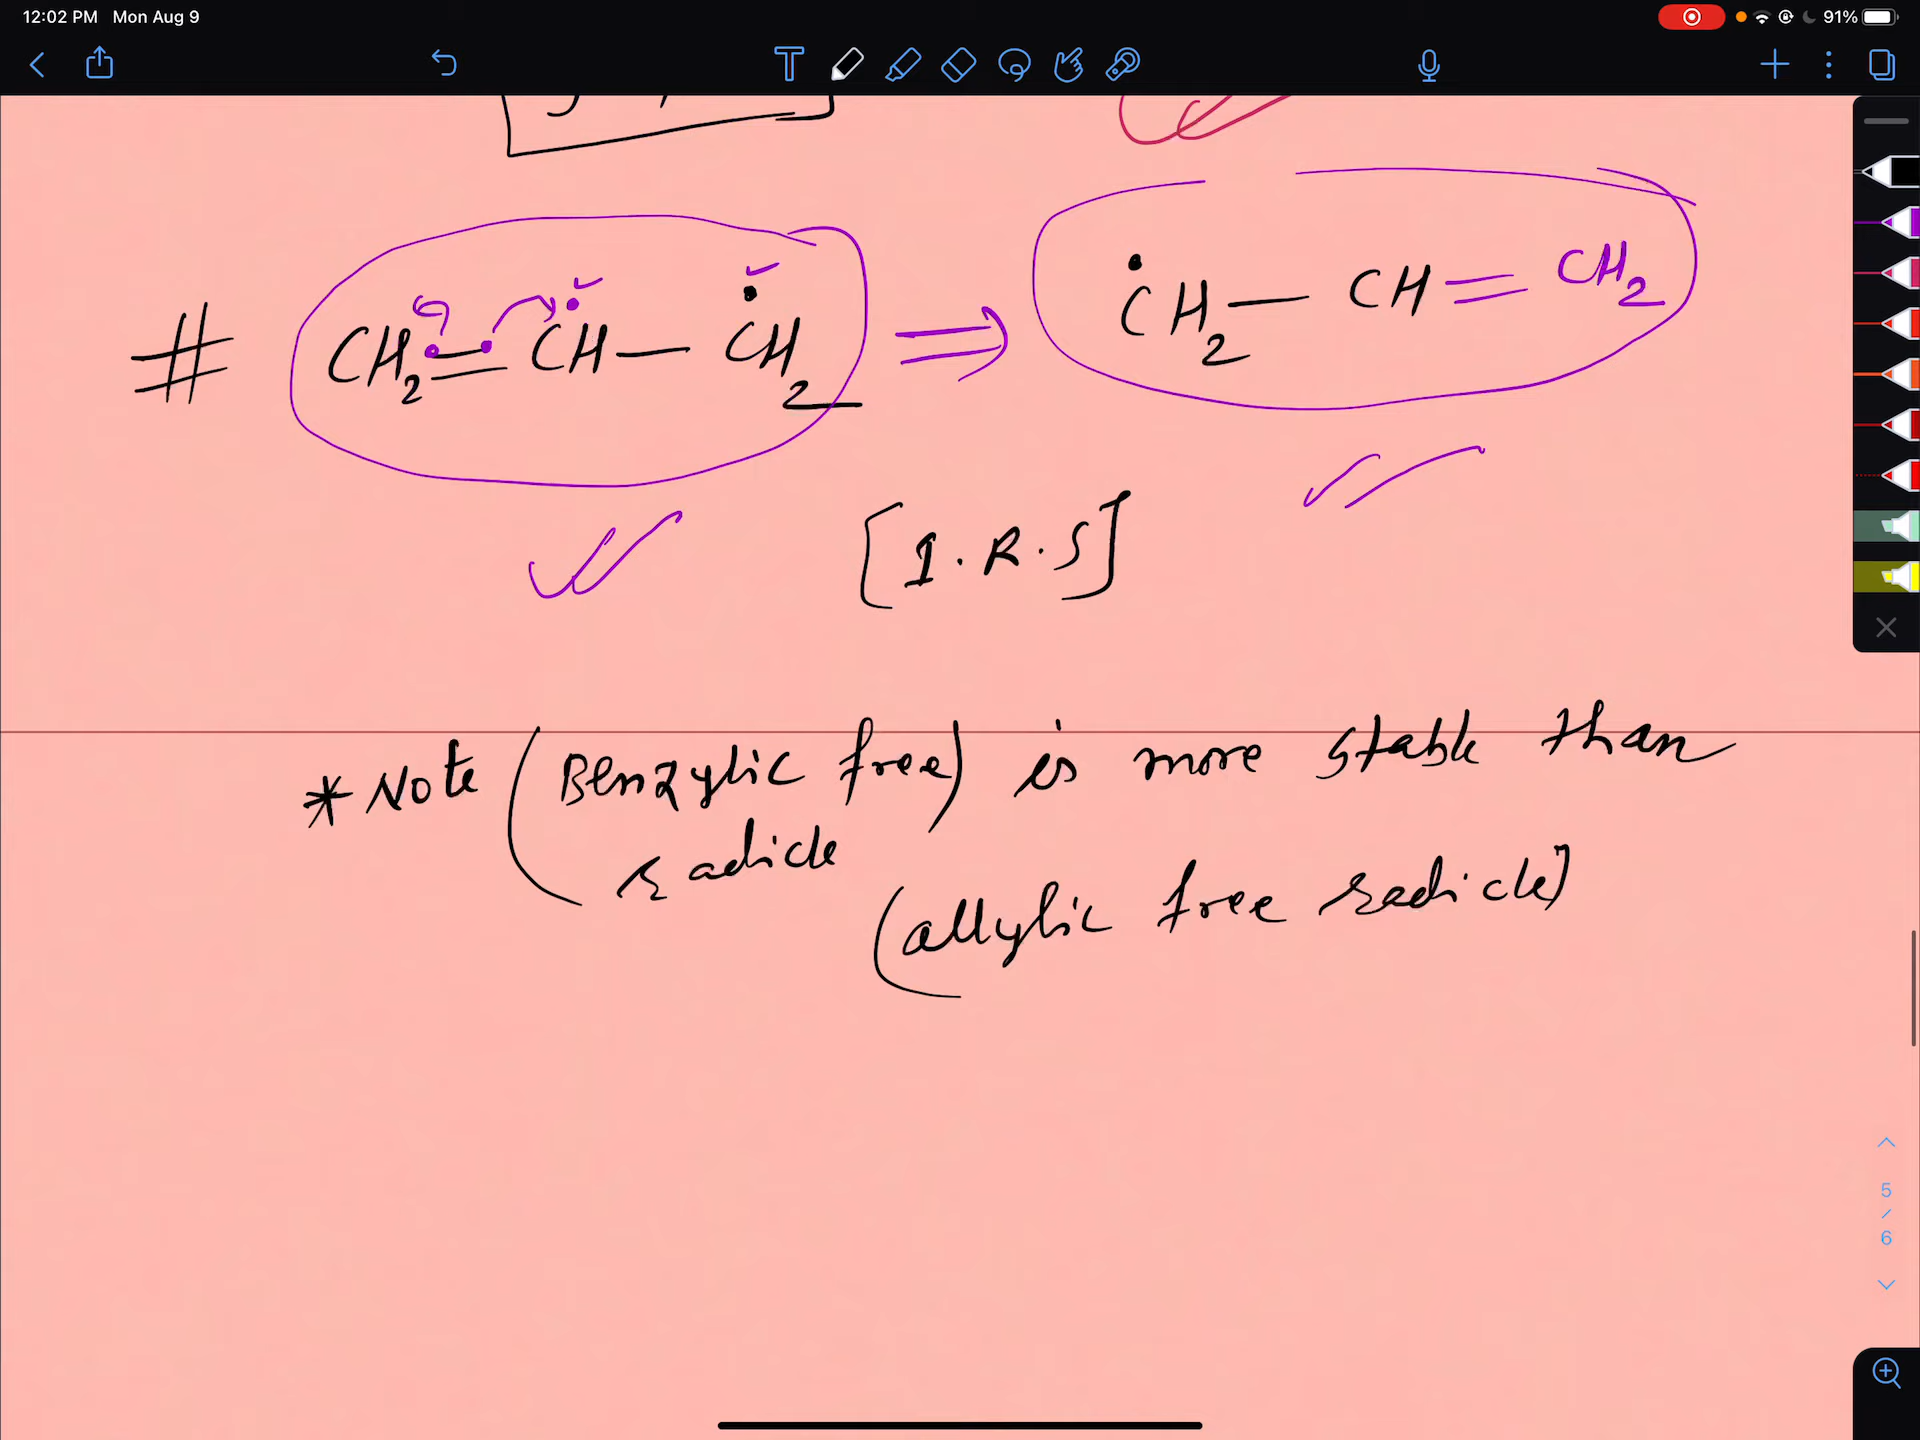 12:02 PM Mon Aug 9
91%
# CH2 = CH — CH2 ⇒ CH2 — CH = CH2
[I.R.S]
* Note (Benzylic free) is more stable than
radicle
(allylic free radicle)
5
/
6